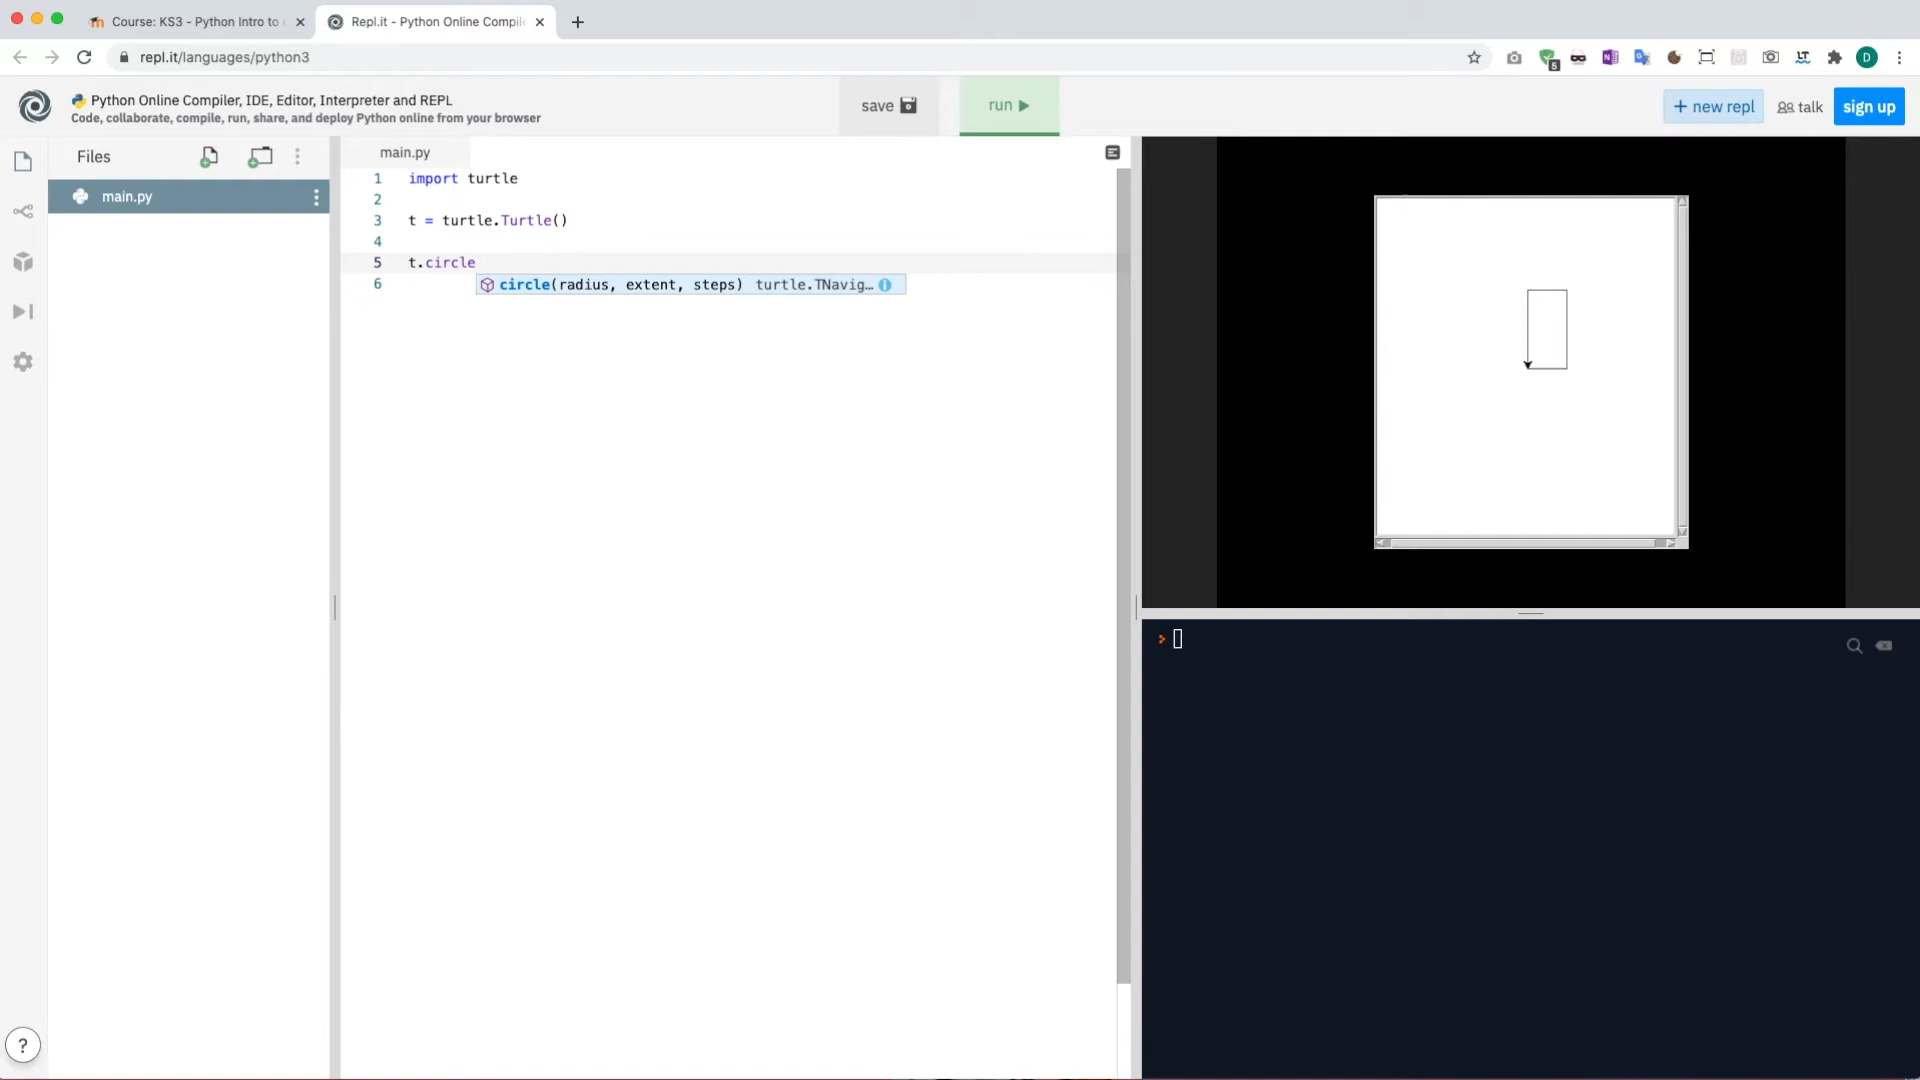 Course: KS3 - Python Intro to
Repl.it - Python Online Compile
repl.it/languages/python3
5
D
Python Online Compiler, IDE, Editor, Interpreter and REPL
Code, collaborate, compile, run, share, and deploy Python online from your browser
save
run
+ new repl
talk
sign up
Files
main.py
main.py
1 import turtle
2
3 t = turtle.Turtle()
4
5 t.circle
6
circle(radius, extent, steps) turtle.TNavig…
?